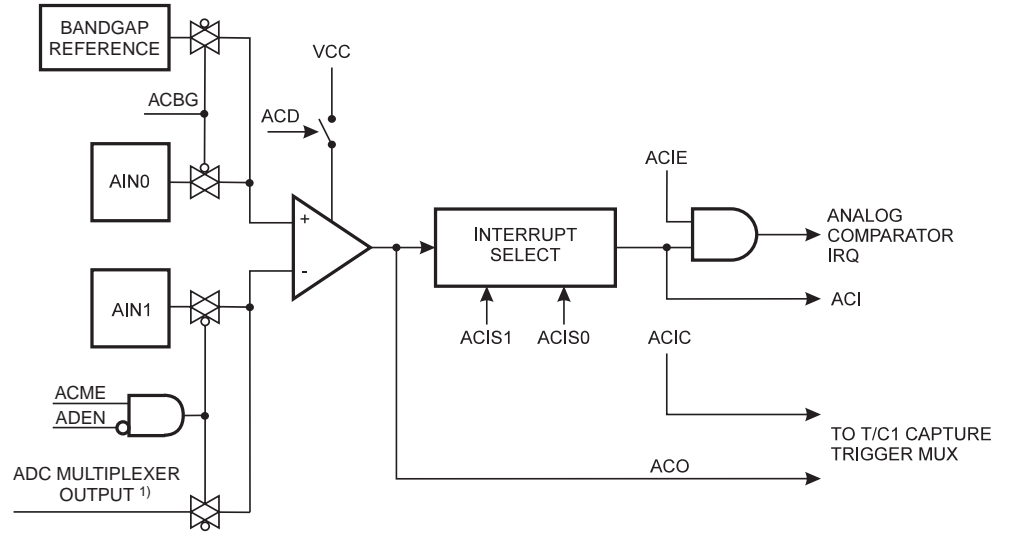 BANDGAP
REFERENCE
VCC
ACBG
ACD
AIN0
ACIE
+
-
INTERRUPT
SELECT
ANALOG
COMPARATOR
IRQ
AIN1
ACI
ACIS1
ACIS0
ACIC
ACME
ADEN
TO T/C1 CAPTURE
TRIGGER MUX
ADC MULTIPLEXER
OUTPUT 1)
ACO